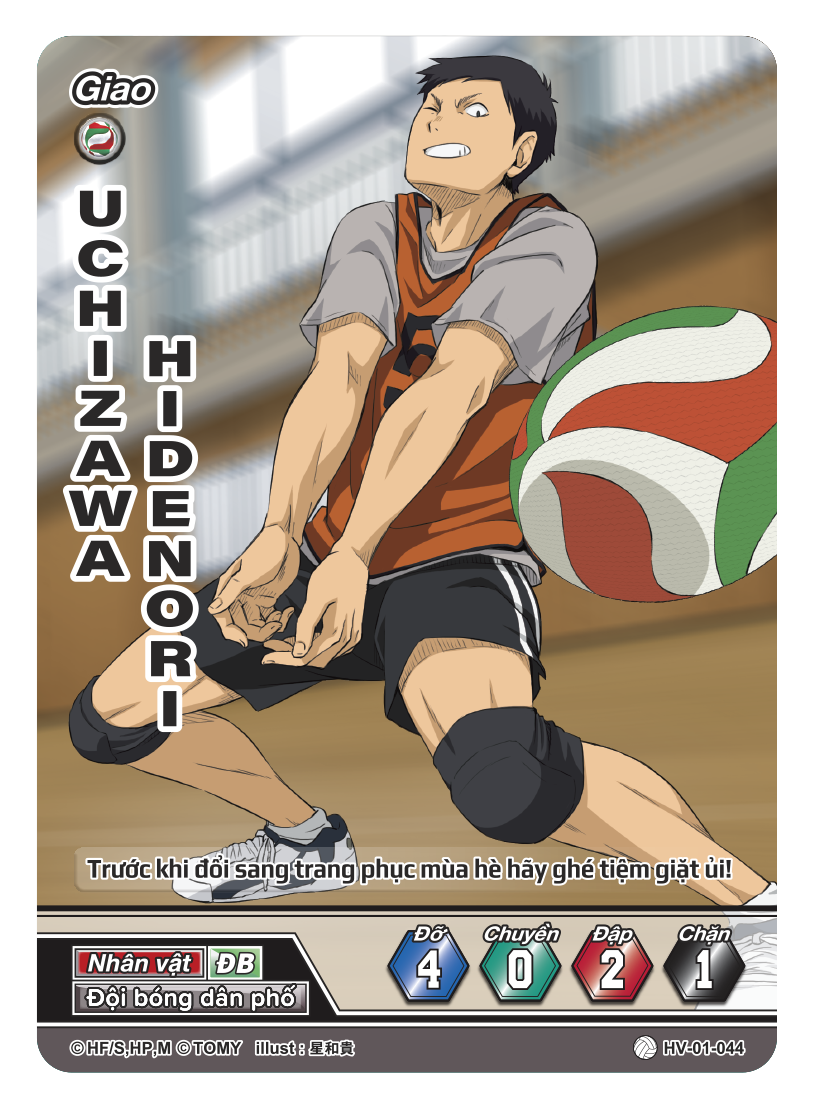 Giao
UCHIZAWA
HIDENORI
Trước khi đổi sang trang phục mùa hè hãy ghé tiệm giặt ủi!
Đỡ Chuyền Đập Chặn
4 0 2 1
Nhân vật ĐB
Đội bóng dân phố
©HF/S,HP,M ©TOMY illust : 星和貴 HV-01-044